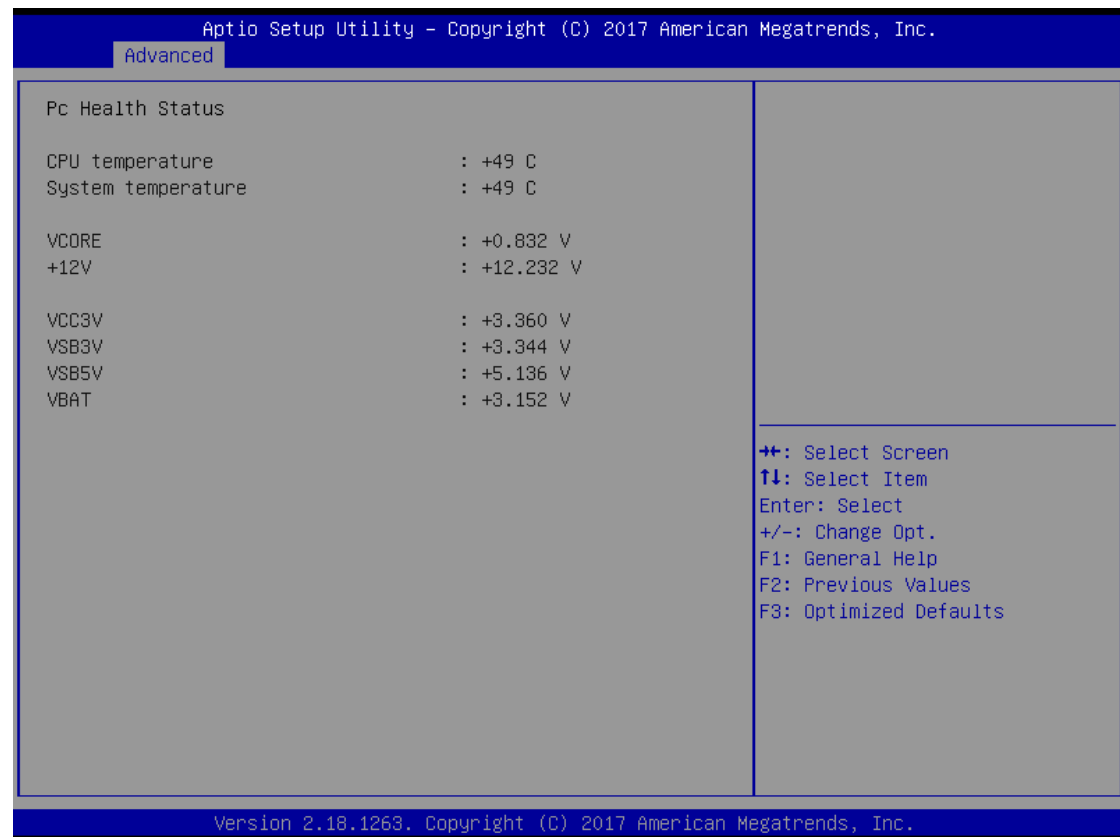 Aptio Setup Utility – Copyright (C) 2017 American Megatrends, Inc.
Advanced
Pc Health Status
CPU temperature : +49 C
System temperature : +49 C
VCORE : +0.832 V
+12V : +12.232 V
VCC3V : +3.360 V
VSB3V : +3.344 V
VSB5V : +5.136 V
VBAT : +3.152 V
→←: Select Screen
↑↓: Select Item
Enter: Select
+/-: Change Opt.
F1: General Help
F2: Previous Values
F3: Optimized Defaults
Version 2.18.1263. Copyright (C) 2017 American Megatrends, Inc.